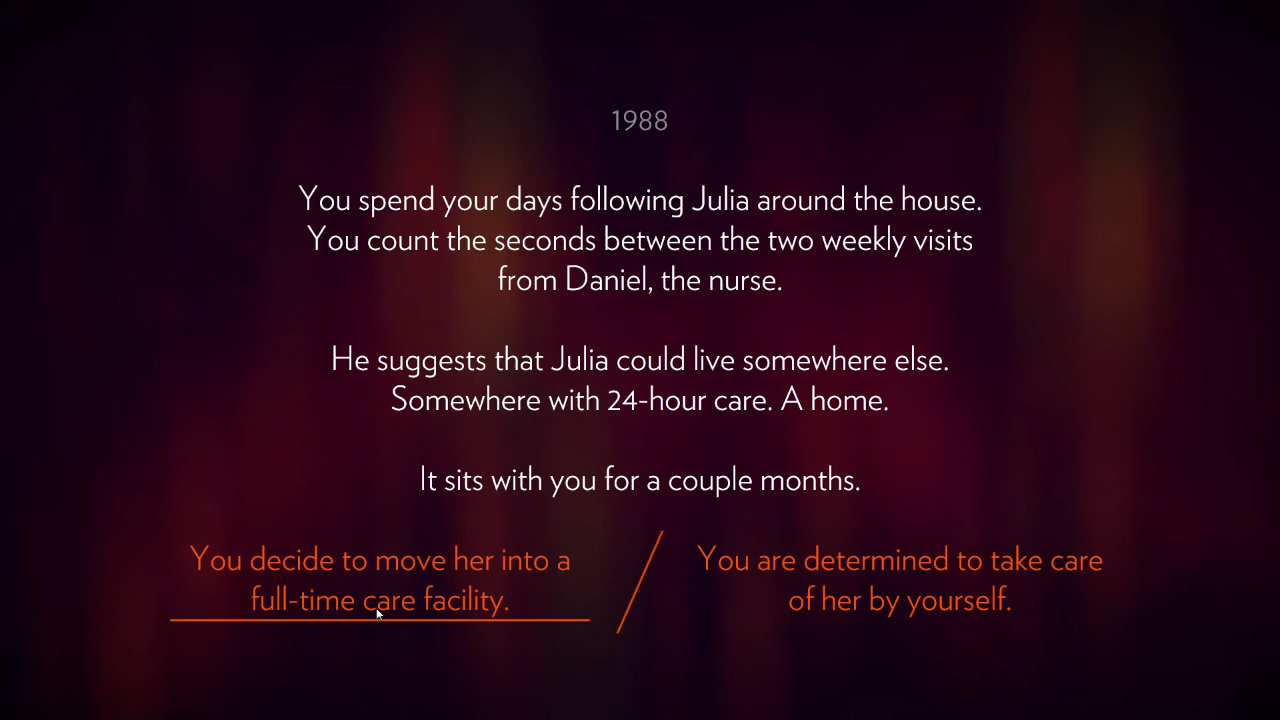 1988
You spend your days following Julia around the house.
You count the seconds between the two weekly visits
from Daniel, the nurse.
He suggests that Julia could live somewhere else.
Somewhere with 24-hour care. A home.
It sits with you for a couple months.
You decide to move her into a
full-time care facility.
You are determined to take care
of her by yourself.